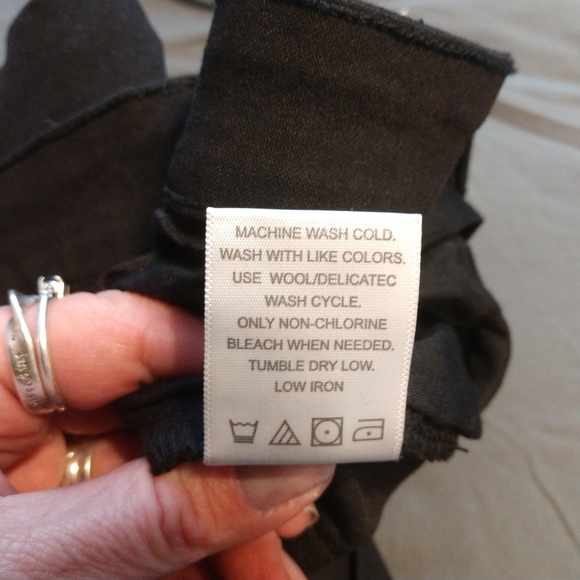 MACHINE WASH COLD.
WASH WITH LIKE COLORS.
USE WOOL/DELICATEC
WASH CYCLE.
ONLY NON-CHLORINE
BLEACH WHEN NEEDED.
TUMBLE DRY LOW.
LOW IRON